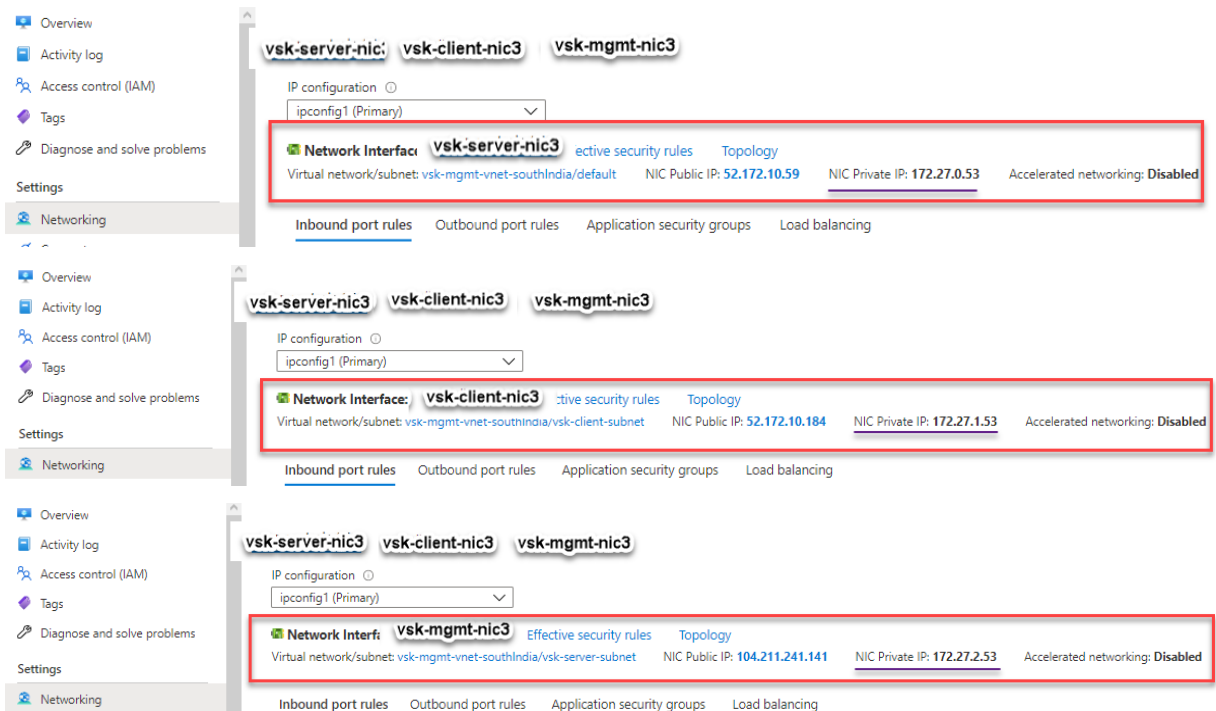 Overview
Activity log
Access control (IAM)
Tags
Diagnose and solve problems
Settings
Networking
vsk-server-nic3 vsk-client-nic3 vsk-mgmt-nic3
IP configuration
ipconfig1 (Primary)
Network Interface vsk-server-nic3 ective security rules Topology
Virtual network/subnet: vsk-mgmt-vnet-southIndia/default NIC Public IP: 52.172.10.59 NIC Private IP: 172.27.0.53 Accelerated networking: Disabled
Inbound port rules Outbound port rules Application security groups Load balancing
Overview
Activity log
Access control (IAM)
Tags
Diagnose and solve problems
Settings
Networking
vsk-server-nic3 vsk-client-nic3 vsk-mgmt-nic3
IP configuration
ipconfig1 (Primary)
Network Interface: vsk-client-nic3 ctive security rules Topology
Virtual network/subnet: vsk-mgmt-vnet-southIndia/vsk-client-subnet NIC Public IP: 52.172.10.184 NIC Private IP: 172.27.1.53 Accelerated networking: Disabled
Inbound port rules Outbound port rules Application security groups Load balancing
Overview
Activity log
Access control (IAM)
Tags
Diagnose and solve problems
Settings
Networking
vsk-server-nic3 vsk-client-nic3 vsk-mgmt-nic3
IP configuration
ipconfig1 (Primary)
Network Interfa vsk-mgmt-nic3 Effective security rules Topology
Virtual network/subnet: vsk-mgmt-vnet-southIndia/vsk-server-subnet NIC Public IP: 104.211.241.141 NIC Private IP: 172.27.2.53 Accelerated networking: Disabled
Inbound port rules Outbound port rules Application security groups Load balancing